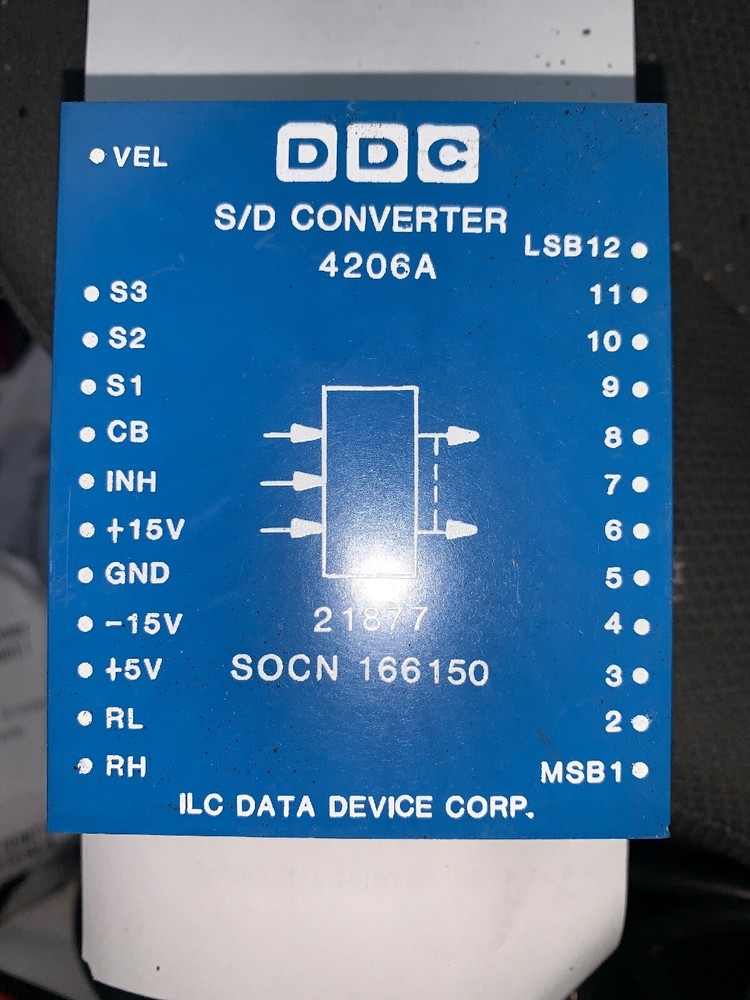 DDC
VEL
S/D CONVERTER
4206A
S3
S2
S1
CB
INH
+15V
GND
-15V
+5V
RL
RH
LSB12
11
10
9
8
7
6
5
4
3
2
MSB1
21877
SOCN 166150
ILC DATA DEVICE CORP.